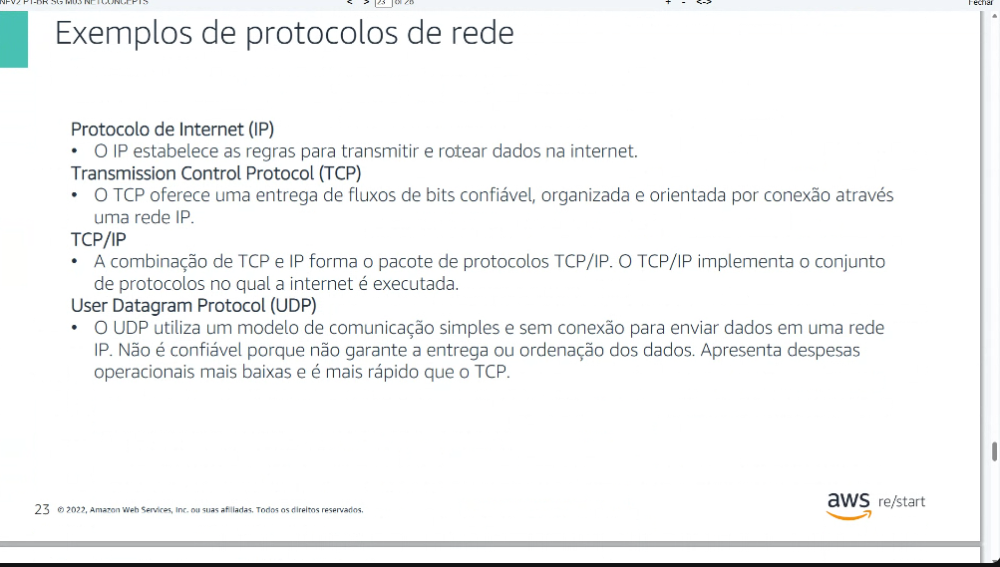 NFV2 PT-BR SG M03 NETCONCEPTS < > 23 of 26 + - <-> Fechar
Exemplos de protocolos de rede
Protocolo de Internet (IP)
• O IP estabelece as regras para transmitir e rotear dados na internet.
Transmission Control Protocol (TCP)
• O TCP oferece uma entrega de fluxos de bits confiável, organizada e orientada por conexão através
uma rede IP.
TCP/IP
• A combinação de TCP e IP forma o pacote de protocolos TCP/IP. O TCP/IP implementa o conjunto
de protocolos no qual a internet é executada.
User Datagram Protocol (UDP)
• O UDP utiliza um modelo de comunicação simples e sem conexão para enviar dados em uma rede
IP. Não é confiável porque não garante a entrega ou ordenação dos dados. Apresenta despesas
operacionais mais baixas e é mais rápido que o TCP.
23 © 2022, Amazon Web Services, Inc. ou suas afiliadas. Todos os direitos reservados.
aws re/start